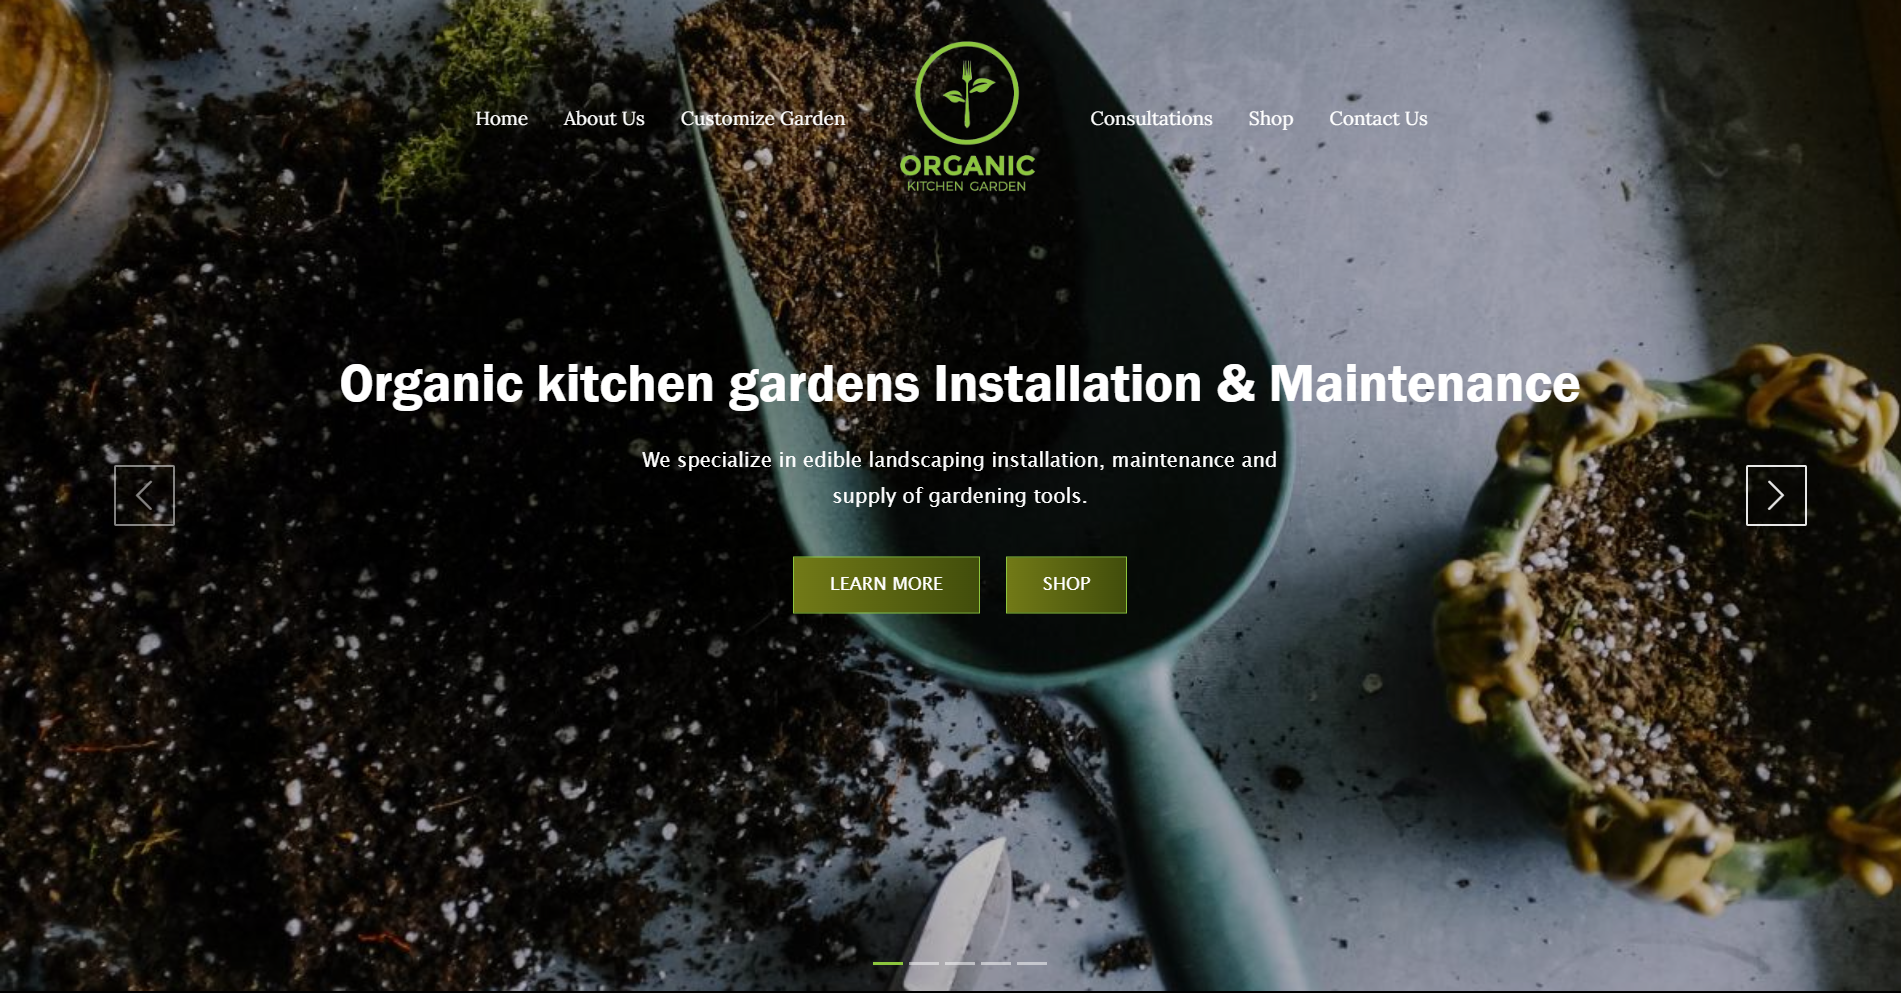 Home
About Us
Customize Garden
ORGANIC
KITCHEN GARDEN
Consultations
Shop
Contact Us
Organic kitchen gardens Installation & Maintenance
We specialize in edible landscaping installation, maintenance and
supply of gardening tools.
LEARN MORE
SHOP